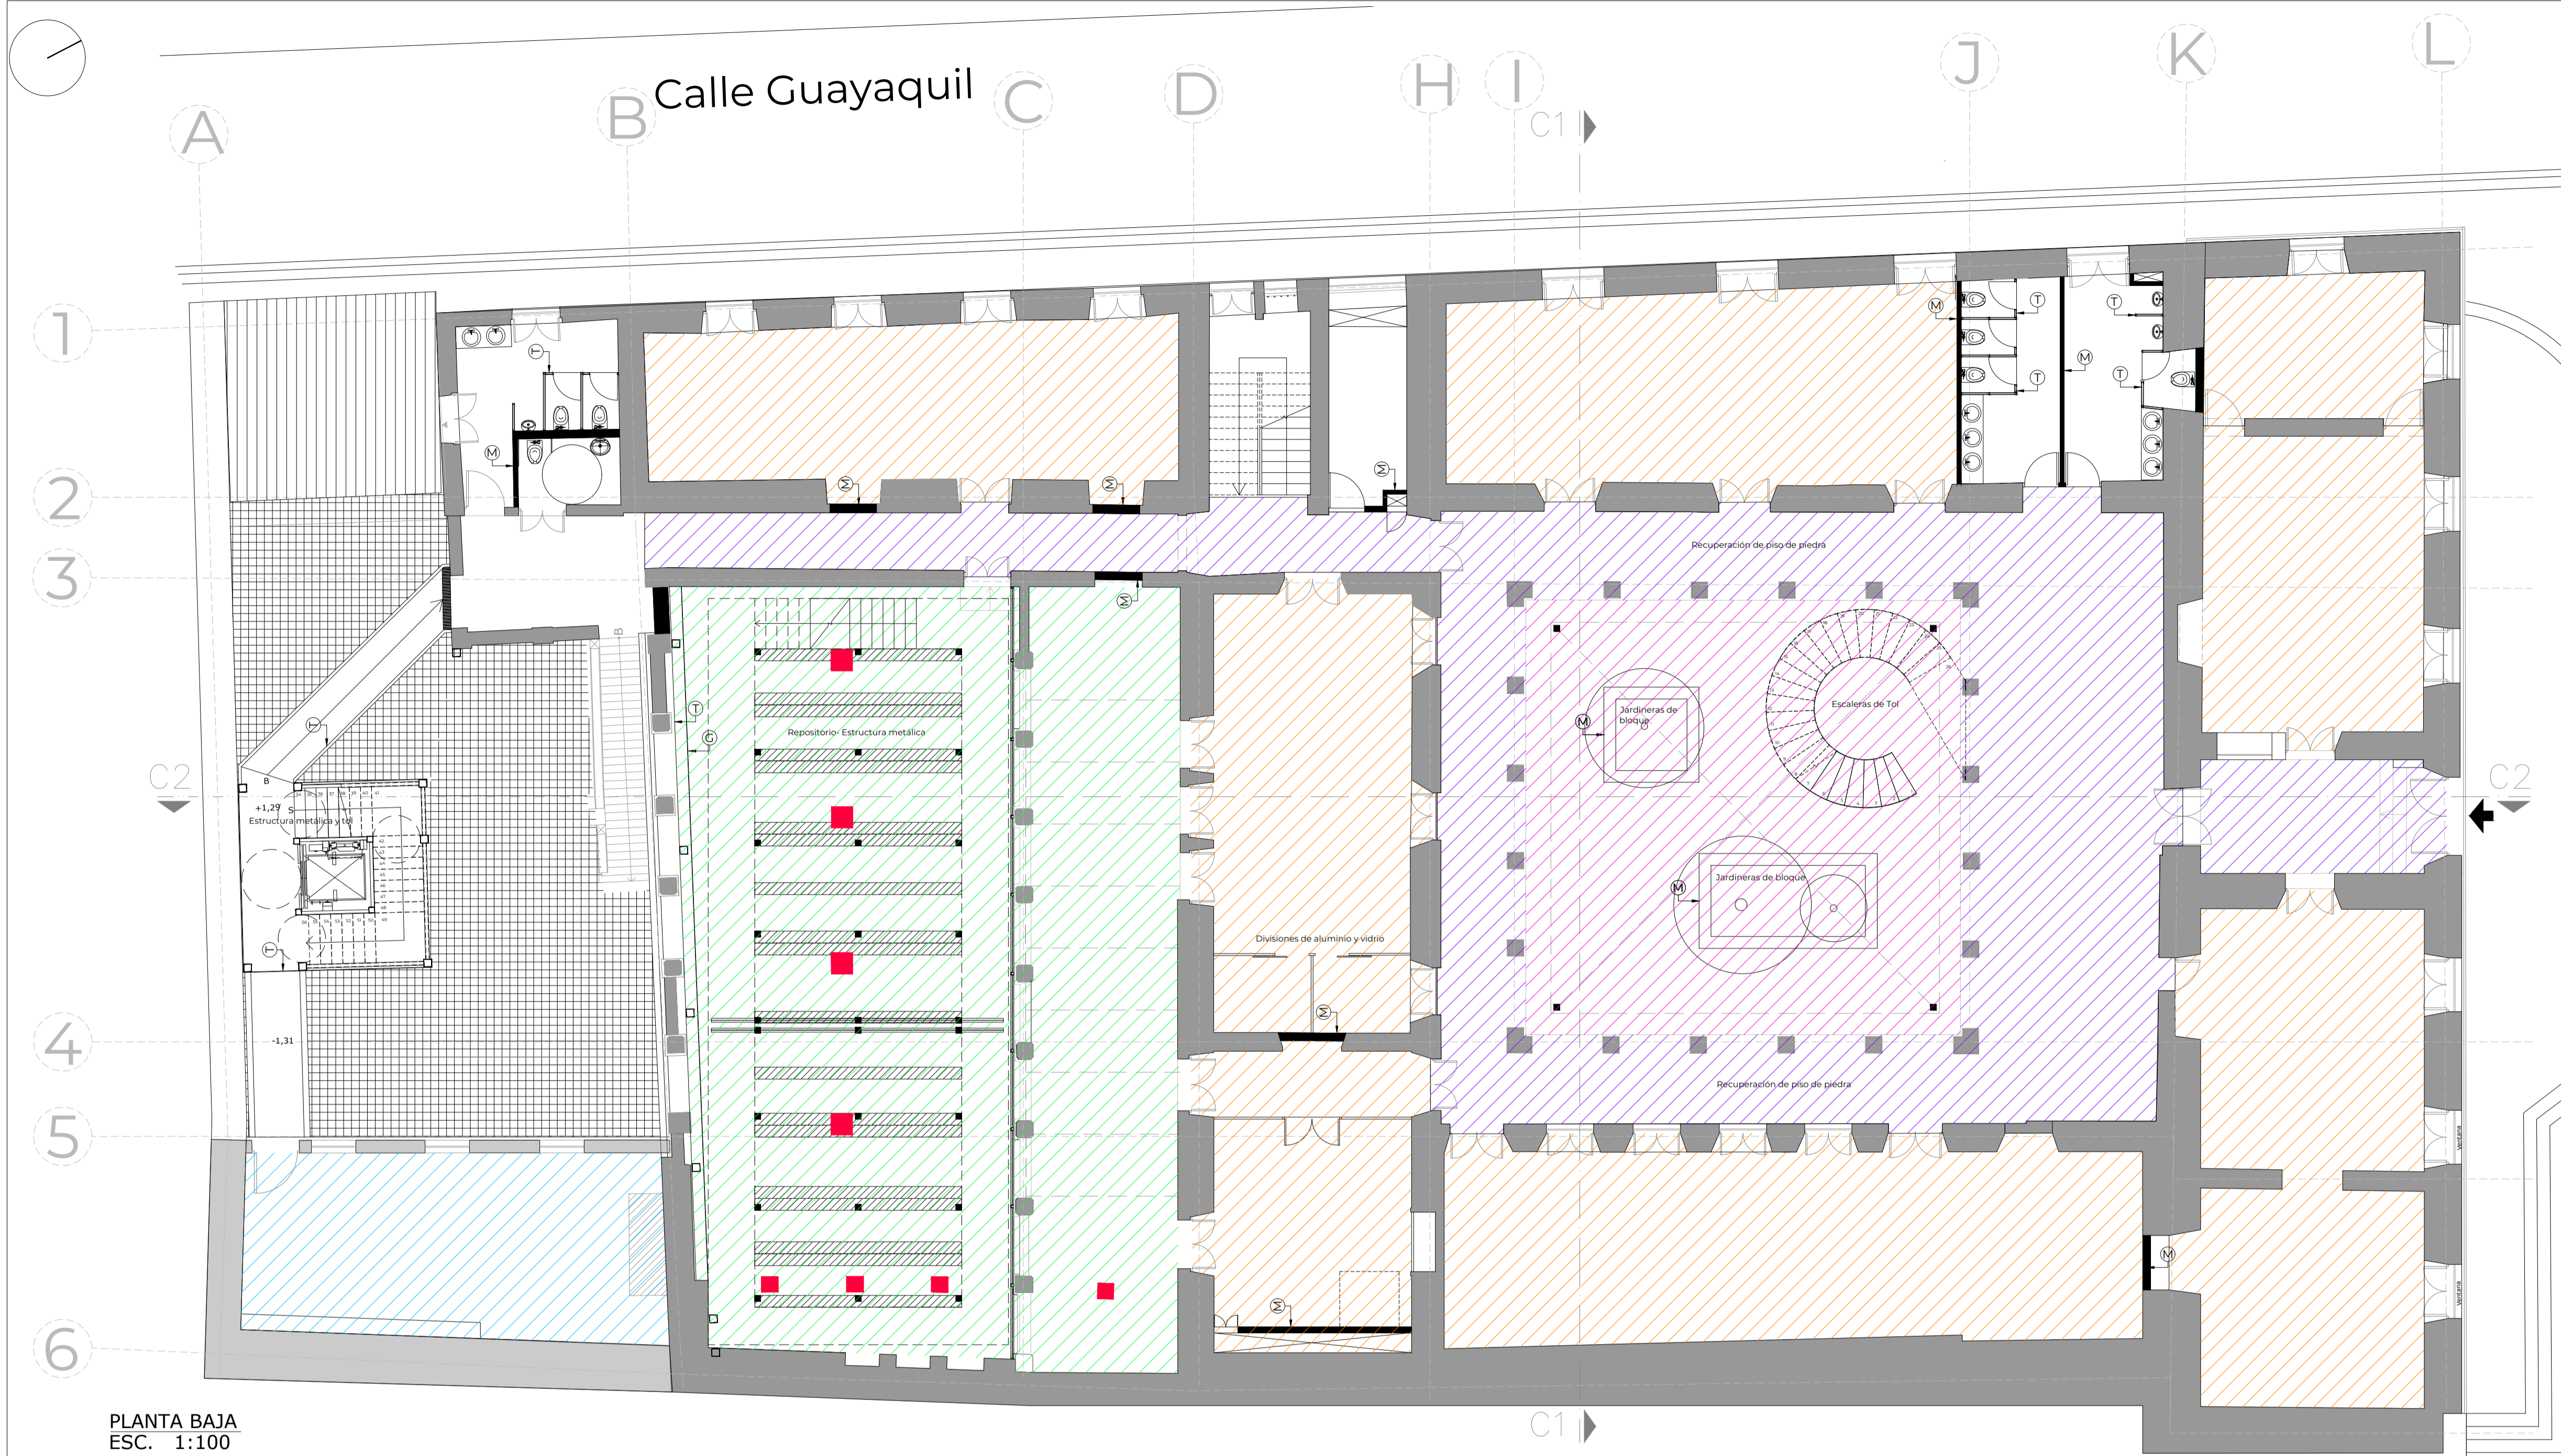 Calle Guayaquil
A
B
C
D
H
I
J
K
L
C1
1
2
3
4
5
6
M
T
M
T
T
M
T
T
M
M
M
M
M
Recuperación de piso de piedra
B
T
G
Repositorio- Estructura metálica
T
M
Jardineras de
bloque
Escaleras de Tol
C2
C2
B
+1,29
S
Estructura metálica y tol
M
Jardineras de bloque
Divisiones de aluminio y vidrio
T
M
-1,31
Recuperación de piso de piedra
Ventana
M
Ventana
M
C1
PLANTA BAJA
ESC. 1:100